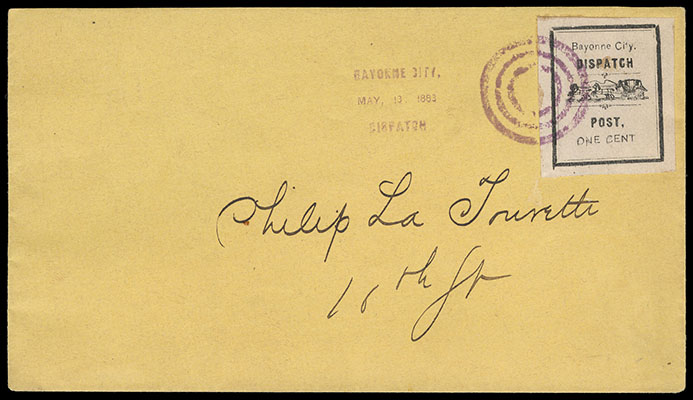 BAYONNE CITY,
MAY, 13 1883
DISPATCH
Bayonne City.
DISPATCH
POST,
ONE CENT
Philip La Tourette
16th St